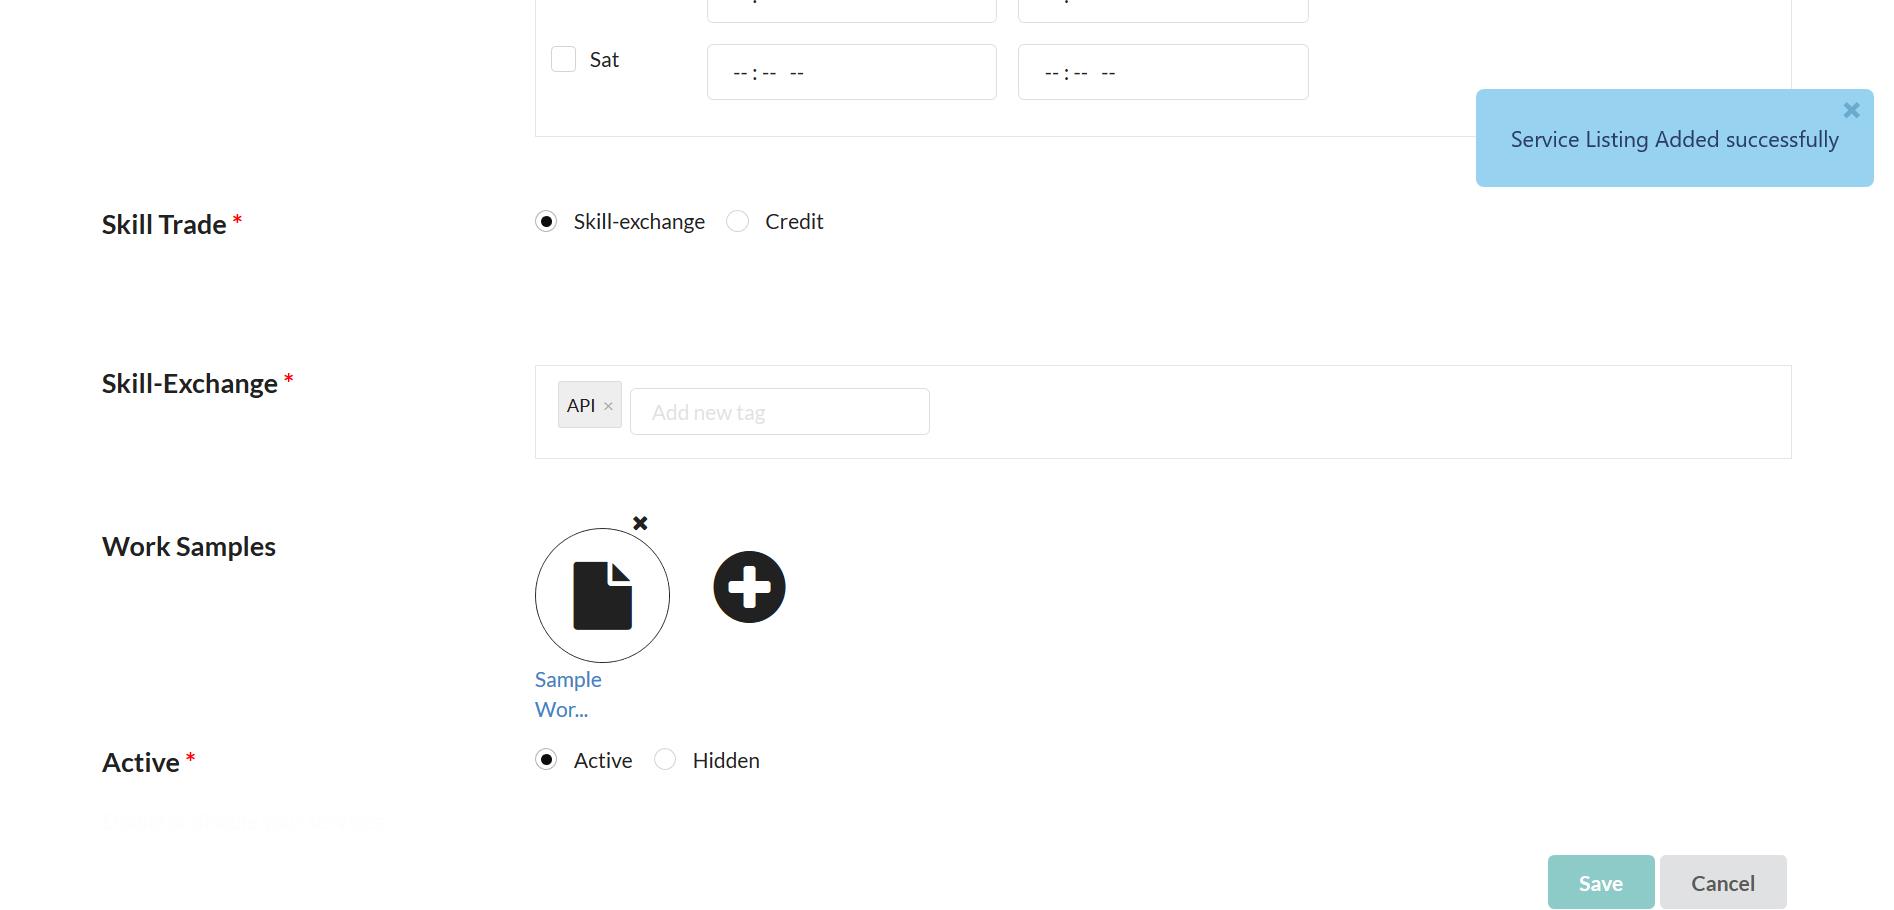 Sat --:-- -- --:-- --
Service Listing Added successfully
Skill Trade * Skill-exchange Credit
Skill-Exchange * API × Add new tag
Work Samples
Sample
Wor...
Active * Active Hidden
Save Cancel